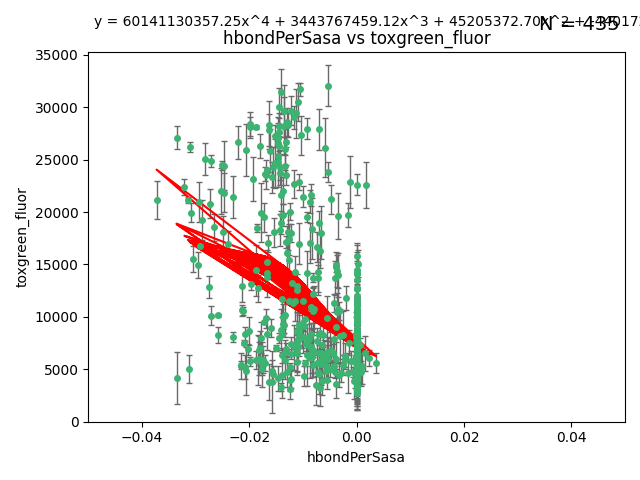 y = 60141130357.25x^4 + 3443767459.12x^3 + 45205372.70x^2 +
N = 435
hbondPerSasa vs toxgreen_fluor
35000
30000
25000
20000
15000
10000
5000
0
toxgreen_fluor
−0.04 −0.02 0.00 0.02 0.04
hbondPerSasa